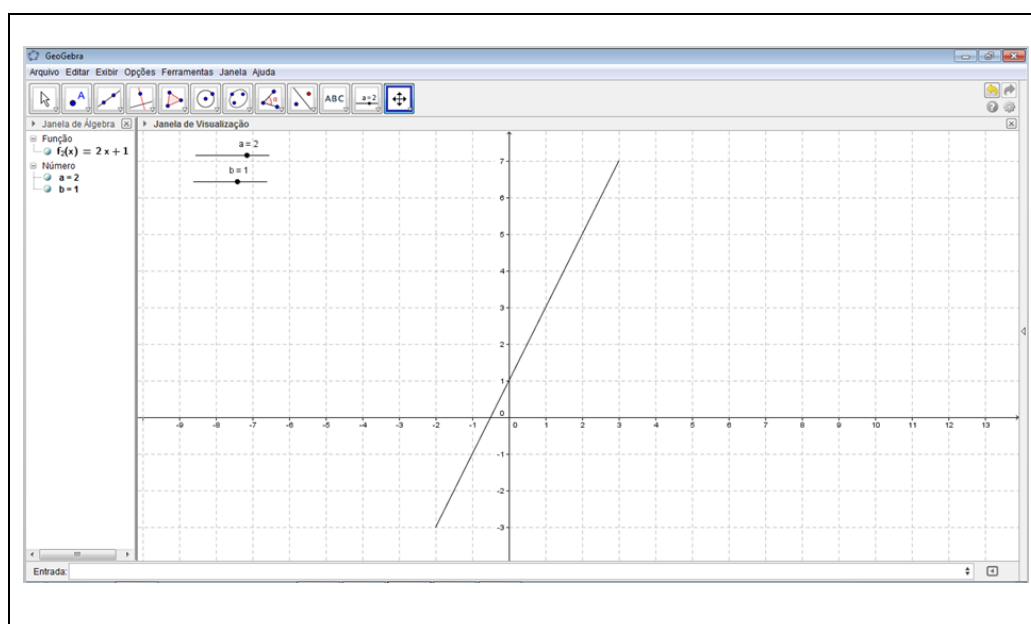 GeoGebra
Arquivo Editar Exibir Opções Ferramentas Janela Ajuda
A
α
ABC
a=2
Janela de Álgebra
Janela de Visualização
Função
f₂(x) = 2 x + 1
Número
a = 2
b = 1
a = 2
b = 1
7
6
5
4
3
2
1
0
-1
-2
-3
-9 -8 -7 -6 -5 -4 -3 -2 -1 0 1 2 3 4 5 6 7 8 9 10 11 12 13
Entrada: